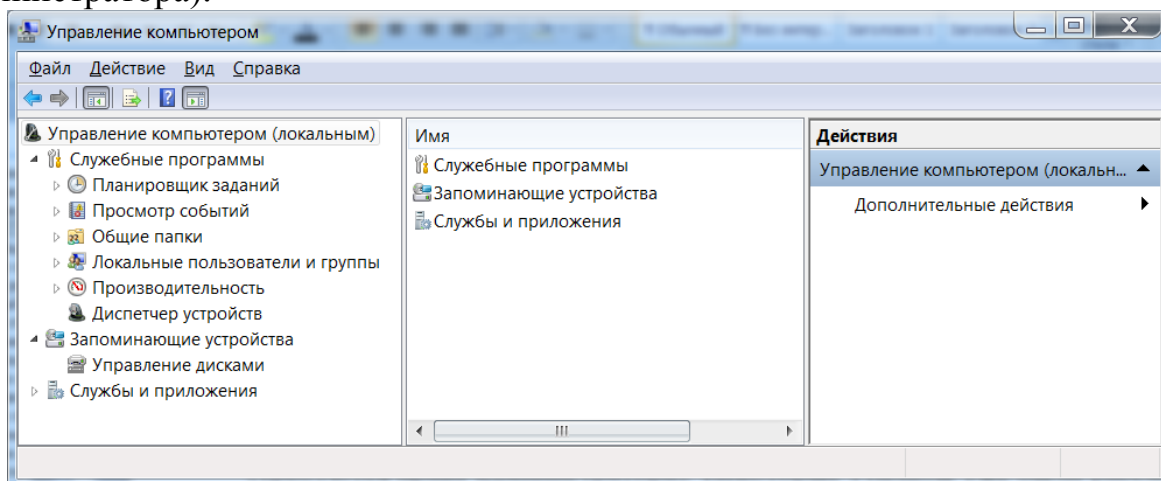 министратора).
Управление компьютером
Файл Действие Вид Справка
Управление компьютером (локальным)
Служебные программы
Планировщик заданий
Просмотр событий
Общие папки
Локальные пользователи и группы
Производительность
Диспетчер устройств
Запоминающие устройства
Управление дисками
Службы и приложения
Имя
Служебные программы
Запоминающие устройства
Службы и приложения
Действия
Управление компьютером (локальн...
Дополнительные действия